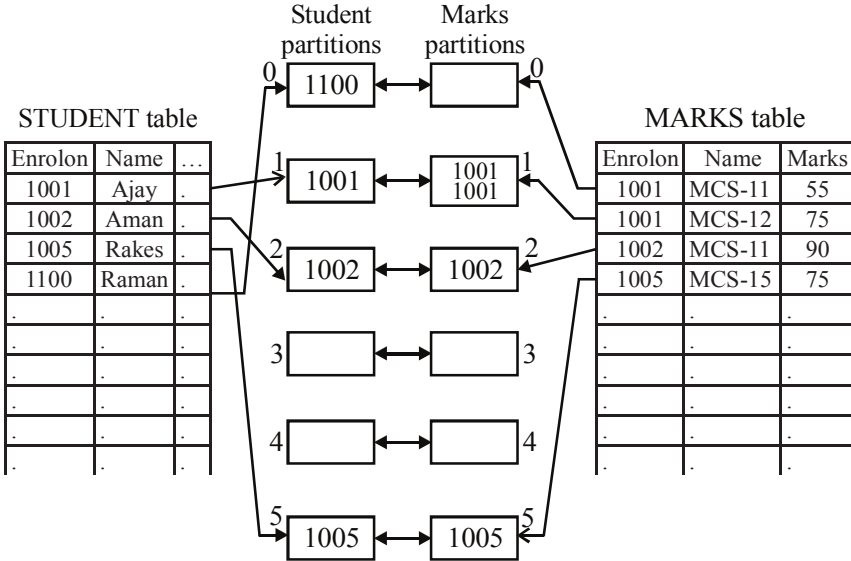 Student partitions
Marks partitions
STUDENT table
Enrolon Name ...
1001 Ajay .
1002 Aman .
1005 Rakes .
1100 Raman .
. . .
. . .
. . .
. . .
. . .
. . .
0 1100 0
1 1001 1001 1
1001
2 1002 1002 2
3 3
4 4
5 1005 1005 5
MARKS table
Enrolon Name Marks
1001 MCS-11 55
1001 MCS-12 75
1002 MCS-11 90
1005 MCS-15 75
. . .
. . .
. . .
. . .
. . .
. . .